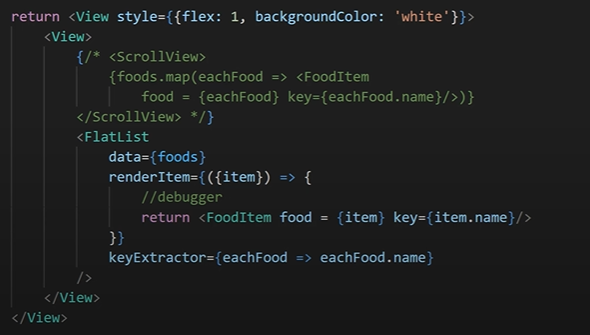 return <View style={{flex: 1, backgroundColor: 'white'}}>
<View>
{/* <ScrollView>
{foods.map(eachFood => <FoodItem
food = {eachFood} key={eachFood.name}/>)}
</ScrollView> */}
<FlatList
data={foods}
renderItem={({item}) => {
//debugger
return <FoodItem food = {item} key={item.name}/>
}}
keyExtractor={eachFood => eachFood.name}
/>
</View>
</View>